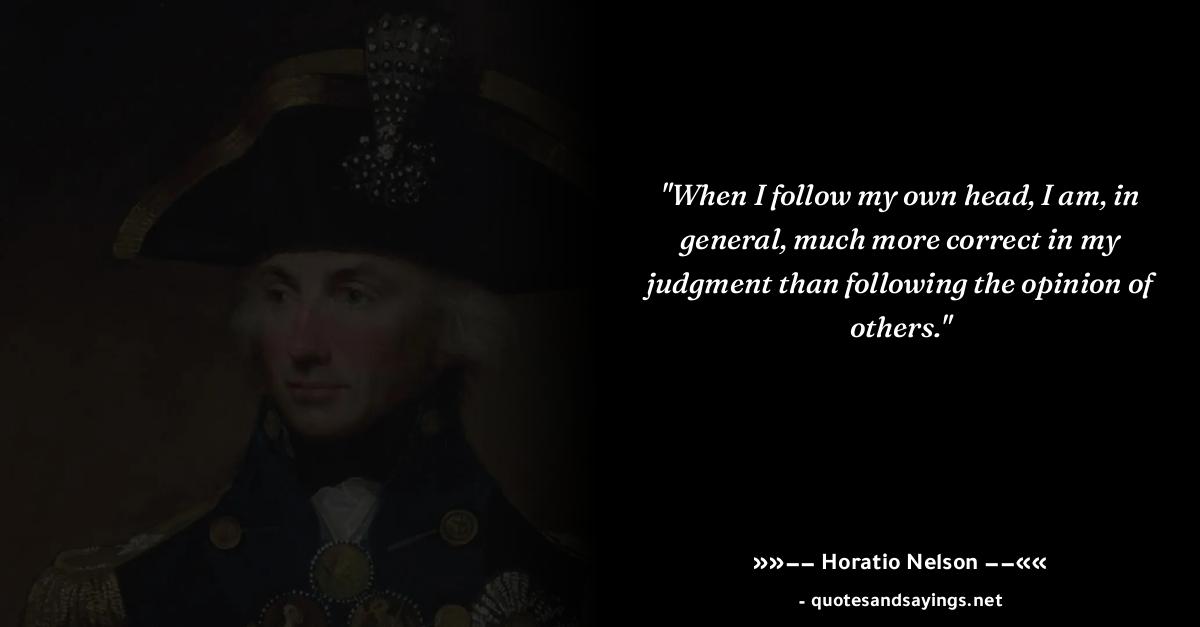 "When I follow my own head, I am, in
general, much more correct in my
judgment than following the opinion of
others."
»»–– Horatio Nelson ––««
- quotesandsayings.net